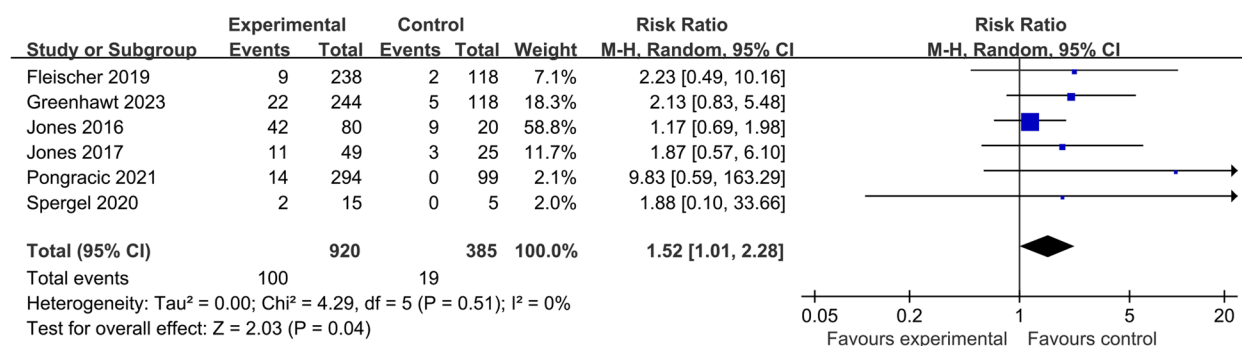 Experimental Control Risk Ratio Risk Ratio
Study or Subgroup Events Total Events Total Weight M-H, Random, 95% CI M-H, Random, 95% CI
Fleischer 2019 9 238 2 118 7.1% 2.23 [0.49, 10.16]
Greenhawt 2023 22 244 5 118 18.3% 2.13 [0.83, 5.48]
Jones 2016 42 80 9 20 58.8% 1.17 [0.69, 1.98]
Jones 2017 11 49 3 25 11.7% 1.87 [0.57, 6.10]
Pongracic 2021 14 294 0 99 2.1% 9.83 [0.59, 163.29]
Spergel 2020 2 15 0 5 2.0% 1.88 [0.10, 33.66]
Total (95% CI) 920 385 100.0% 1.52 [1.01, 2.28]
Total events 100 19
Heterogeneity: Tau² = 0.00; Chi² = 4.29, df = 5 (P = 0.51); I² = 0%
Test for overall effect: Z = 2.03 (P = 0.04)
0.05 0.2 1 5 20
Favours experimental Favours control